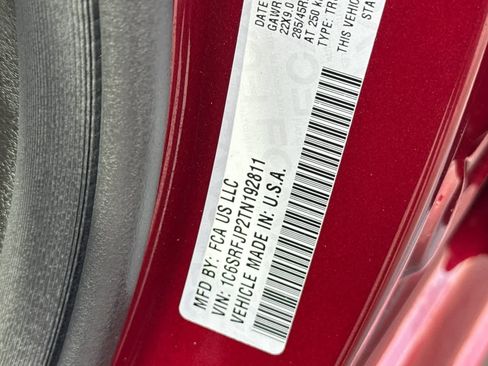 DATE
GAWR
22X9.0
285/45R
AT 250 k
TYPE: TR
THIS VEHIC
STA
MFD BY: FCA US LLC
VIN: 1C6SRFJP2TN192811
VEHICLE MADE IN: U.S.A.